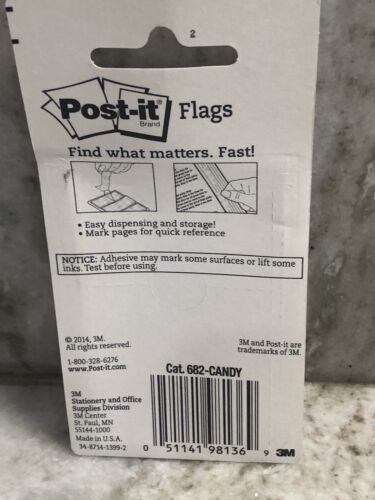 2
Post-it® Flags
Brand
Find what matters. Fast!
• Easy dispensing and storage!
• Mark pages for quick reference
NOTICE: Adhesive may mark some surfaces or lift some
inks. Test before using.
© 2014, 3M.
All rights reserved.
3M and Post-it are
trademarks of 3M.
1-800-328-6276
www.Post-it.com
Cat. 682-CANDY
3M
Stationery and Office
Supplies Division
3M Center
St. Paul, MN
55144-1000
Made in U.S.A.
34-8714-1399-2
0 51141 98136 9 3M